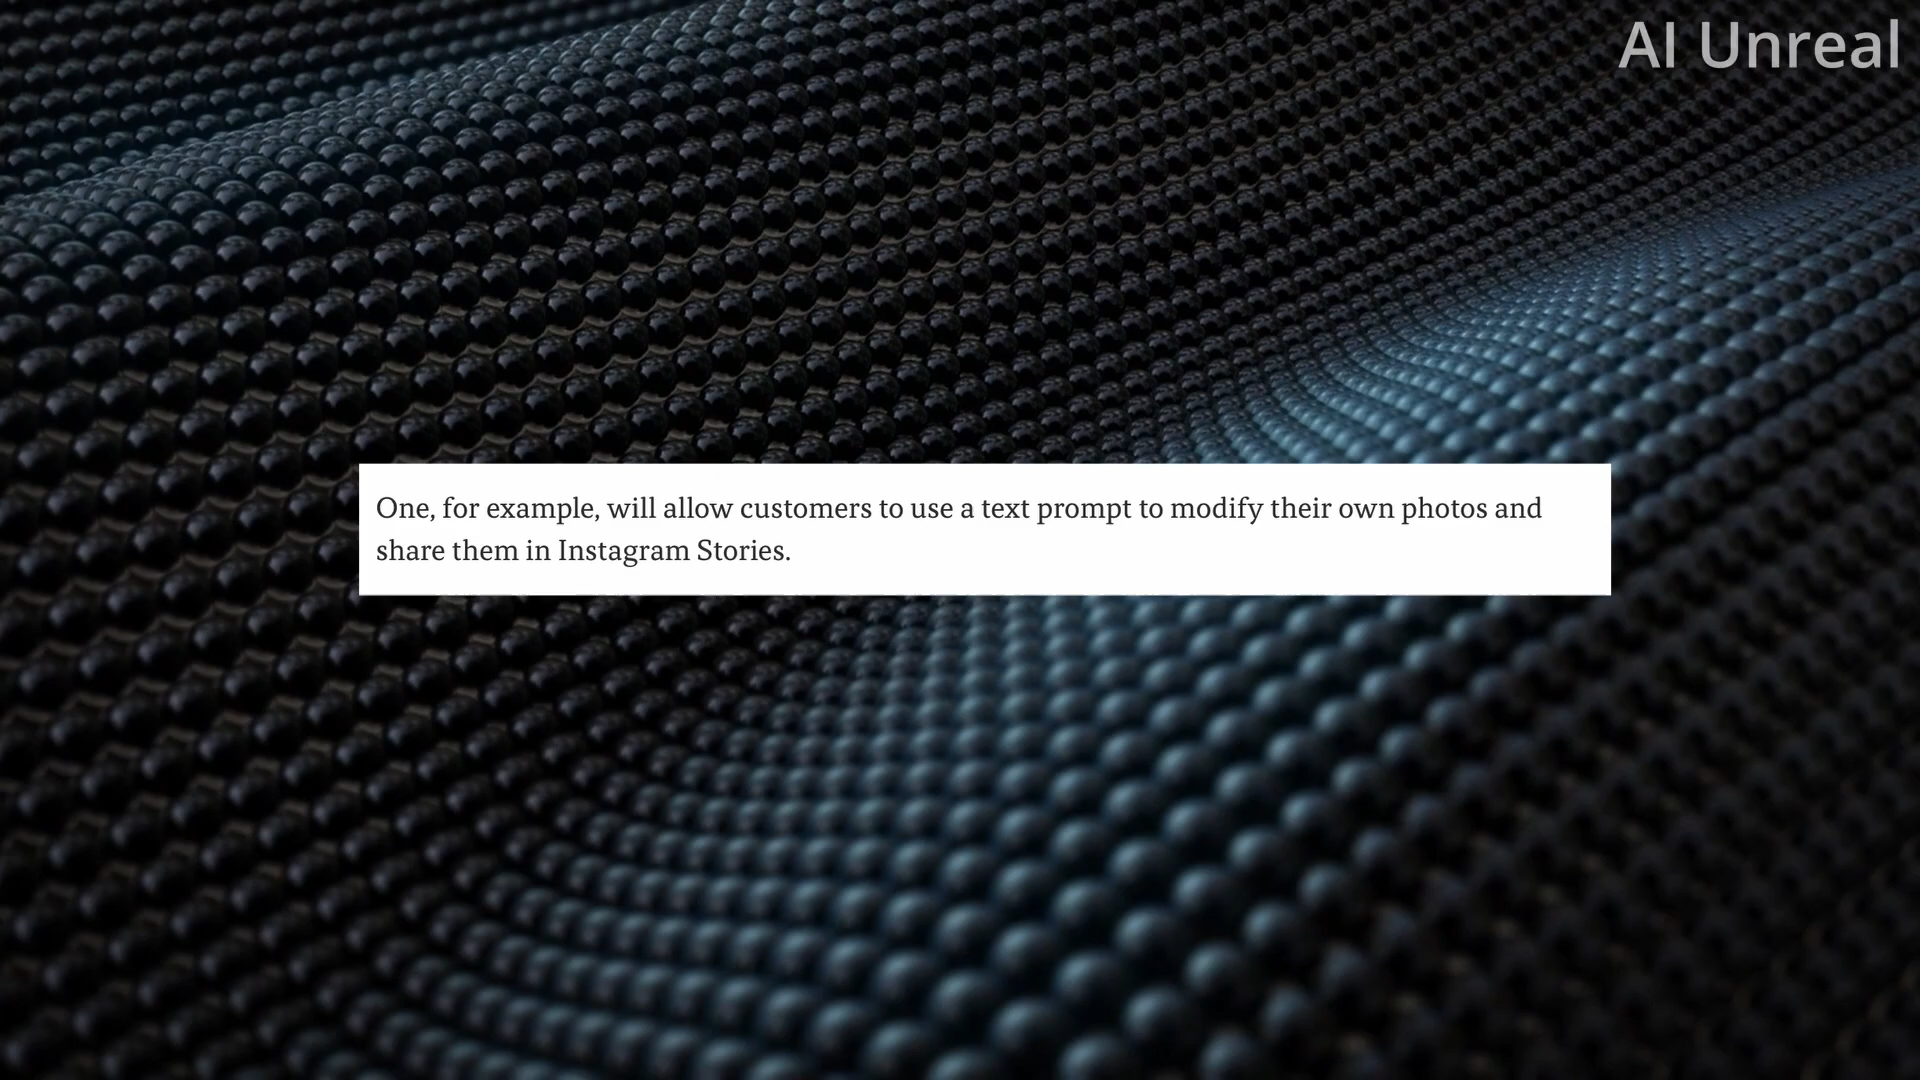 AI Unreal
One, for example, will allow customers to use a text prompt to modify their own photos and
share them in Instagram Stories.